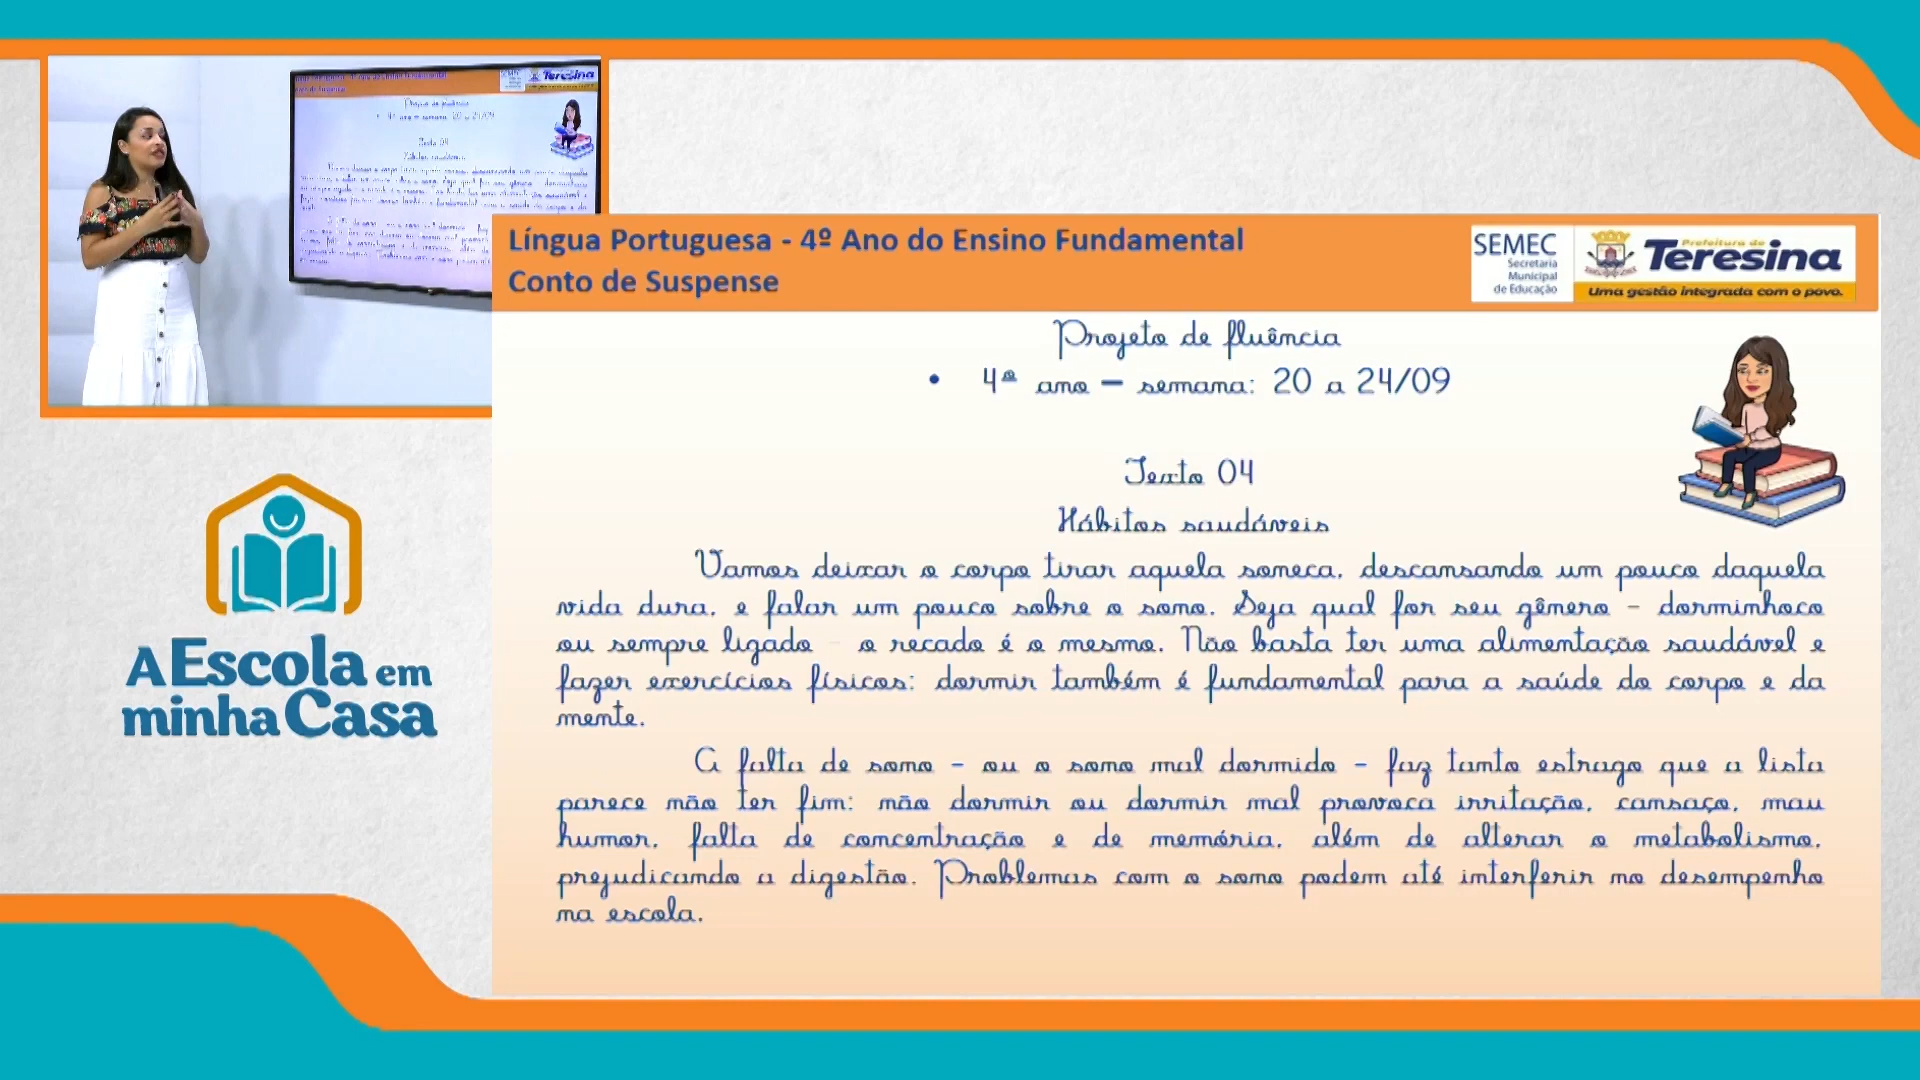 Língua Portuguesa - 4º Ano do Ensino Fundamental
Conto de Suspense
SEMEC
Secretaria
Municipal
de Educação
Prefeitura de
Teresina
Uma gestão integrada com o povo.
Projeto de fluência
• 4º ano – semana: 20 a 24/09
Texto 04
Hábitos saudáveis
Vamos deixar o corpo tirar aquela soneca, descansando um pouco daquela
vida dura, e falar um pouco sobre o sono. Seja qual for seu gênero – dorminhoco
ou sempre ligado – o recado é o mesmo. Não basta ter uma alimentação saudável e
fazer exercícios físicos: dormir também é fundamental para a saúde do corpo e da
mente.
A falta de sono – ou o sono mal dormido – faz tanto estrago que a lista
parece não ter fim: não dormir ou dormir mal provoca irritação, cansaço, mau
humor, falta de concentração e de memória, além de alterar o metabolismo,
prejudicando a digestão. Problemas com o sono podem até interferir no desempenho
na escola.
A Escola em
minha Casa